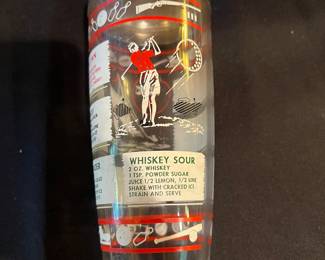 WHISKEY SOUR
2 OZ. WHISKEY
1 TSP. POWDER SUGAR
JUICE 1/2 LEMON, 1/2 LIME
SHAKE WITH CRACKED ICE
STRAIN AND SERVE